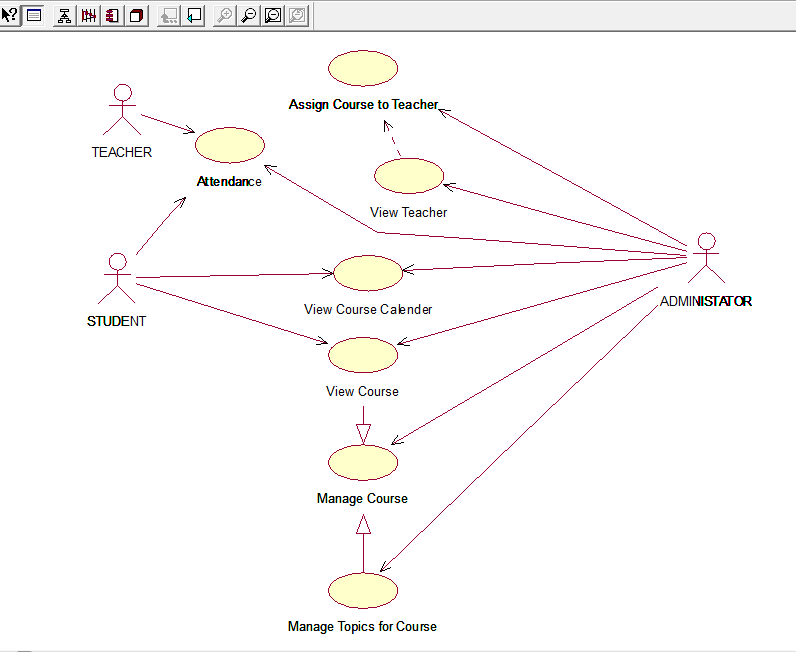 Assign Course to Teacher
TEACHER
Attendance
View Teacher
ADMINISTATOR
View Course Calender
STUDENT
View Course
Manage Course
Manage Topics for Course